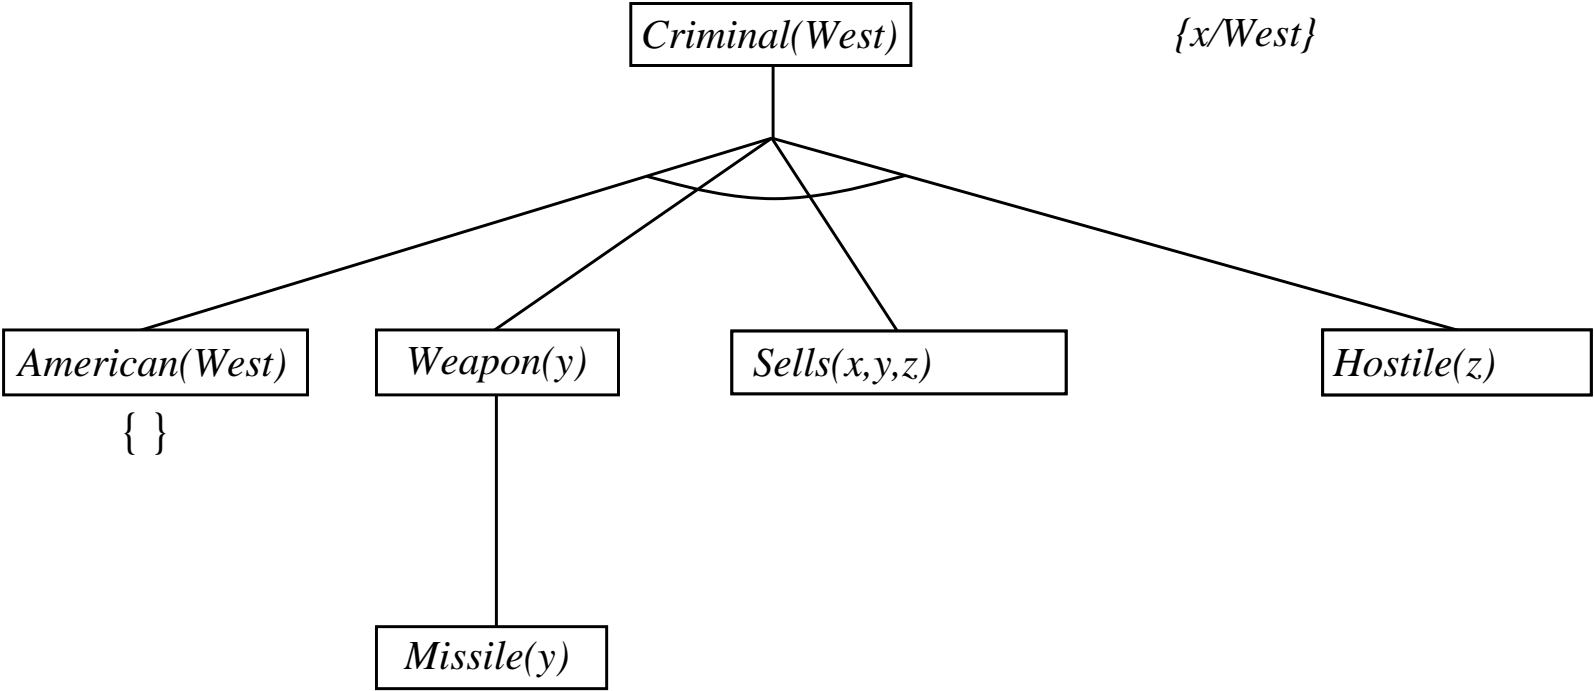 Criminal(West)
{x/West}
American(West)
Weapon(y)
Sells(x,y,z)
Hostile(z)
{ }
Missile(y)